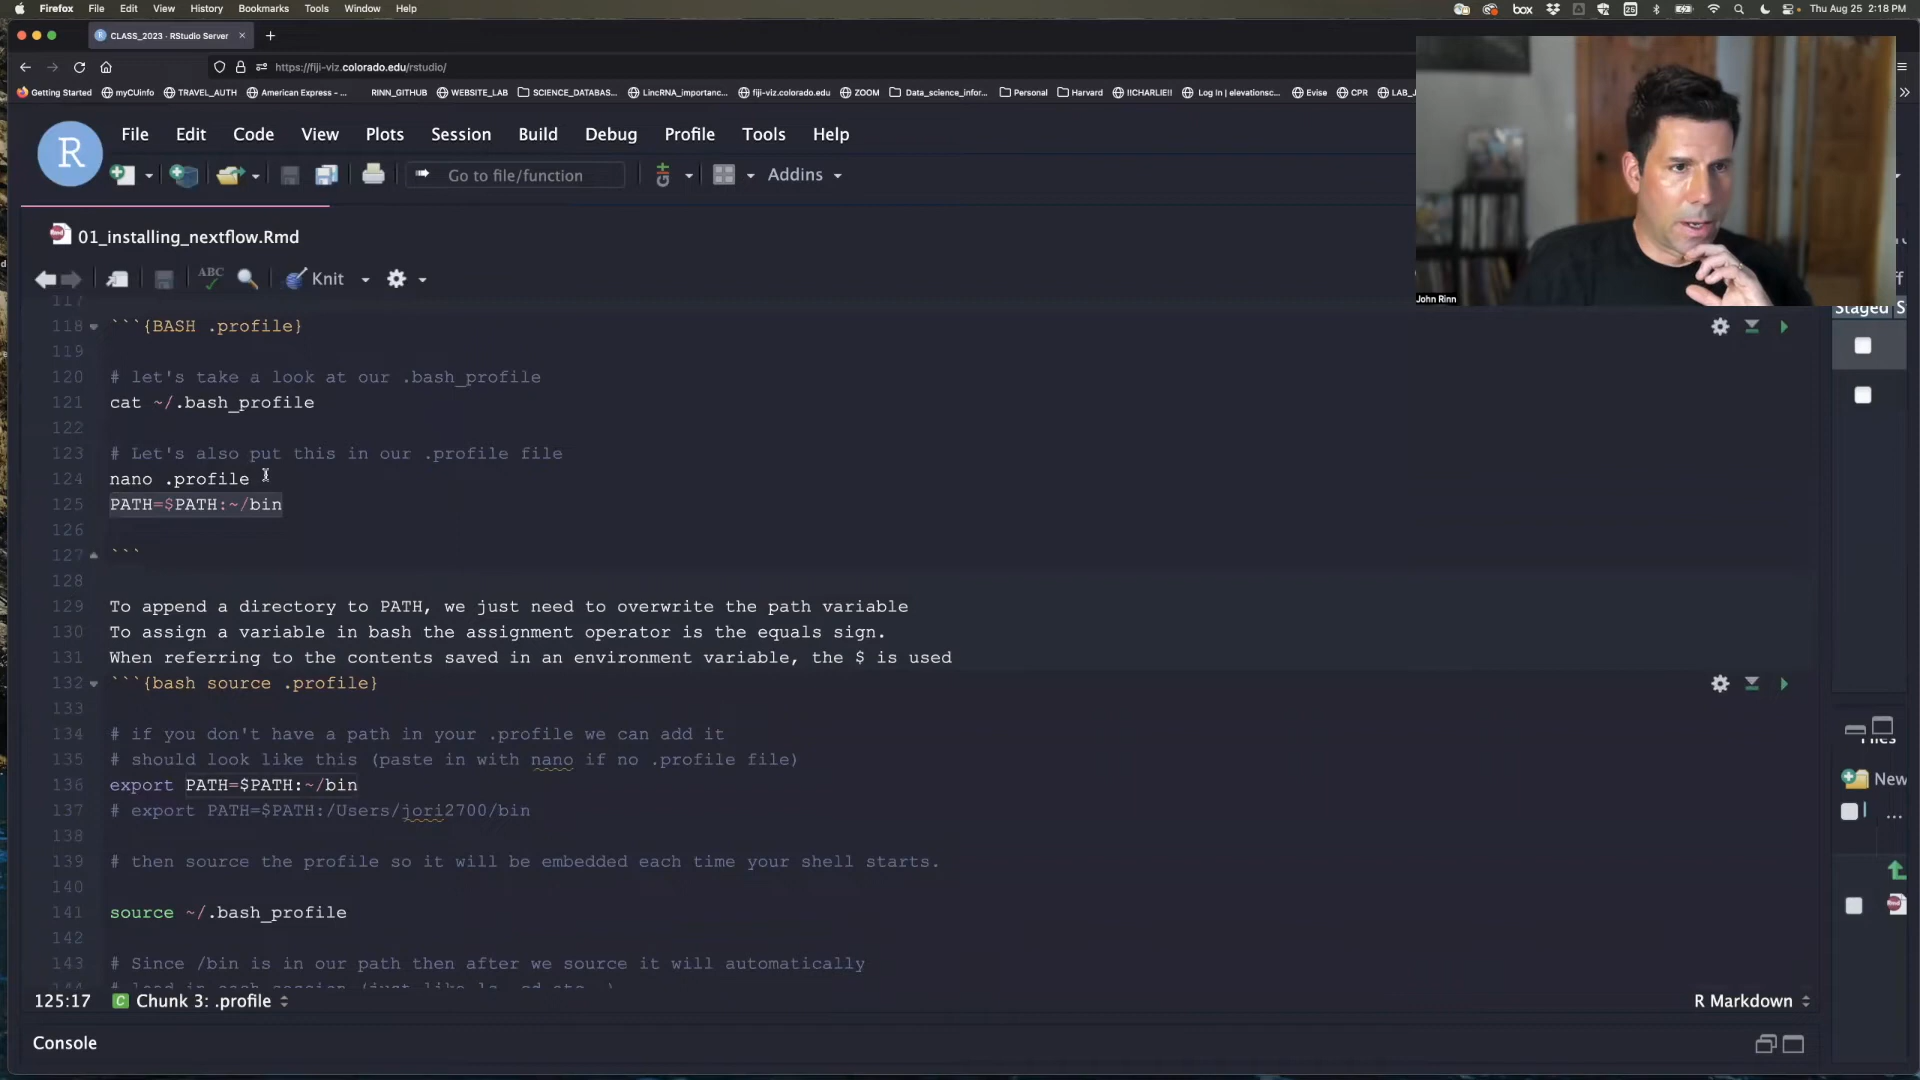 Firefox File Edit View History Bookmarks Tools Window Help
25
box
Thu Aug 25 2:18 PM
CLASS_2023 · RStudio Server
https://fiji-viz.colorado.edu/rstudio/
Getting Started myCUinfo TRAVEL_AUTH American Express - ... RINN_GITHUB WEBSITE_LAB SCIENCE_DATABAS... LincRNA_importanc... fiji-viz.colorado.edu ZOOM Data_science_infor... Personal Harvard !!CHARLIE!! Log In | elevationsc... Evise CPR
R
File Edit Code View Plots Session Build Debug Profile Tools Help
Go to file/function
Addins
01_installing_nextflow.Rmd
ABC
Knit
John Rinn
Staged S
117
118 ```{BASH .profile}
119
120 # let's take a look at our .bash_profile
121 cat ~/.bash_profile
122
123 # Let's also put this in our .profile file
124 nano .profile
125 PATH=$PATH:~/bin
126
127 ```
128
129 To append a directory to PATH, we just need to overwrite the path variable
130 To assign a variable in bash the assignment operator is the equals sign.
131 When referring to the contents saved in an environment variable, the $ is used
132 ```{bash source .profile}
133
134 # if you don't have a path in your .profile we can add it
135 # should look like this (paste in with nano if no .profile file)
136 export PATH=$PATH:~/bin
137 # export PATH=$PATH:/Users/jori2700/bin
138
139 # then source the profile so it will be embedded each time your shell starts.
140
141 source ~/.bash_profile
142
143 # Since /bin is in our path then after we source it will automatically
New
...
125:17 Chunk 3: .profile
R Markdown
Console